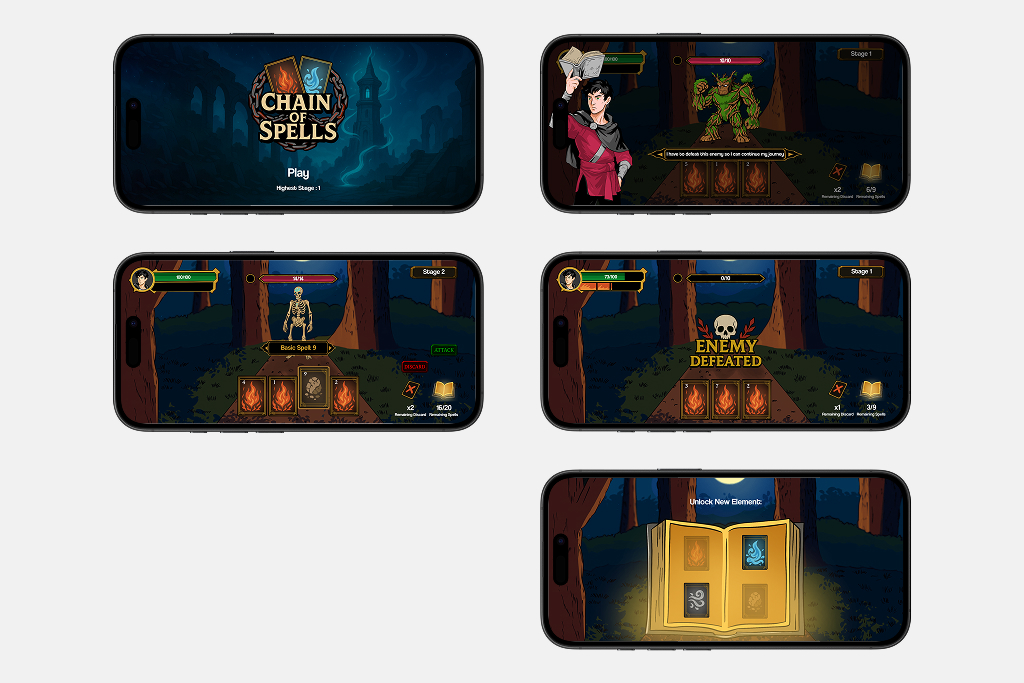 CHAIN
OF
SPELLS
Play
Highest Stage : 1
100/100
10/10
Stage 1
I have to defeat this enemy so I can continue my journey
1
2
x2
6/9
Remaining Discard
Remaining Spells
100/100
14/14
Stage 2
Basic Spell 9
ATTACK
DISCARD
4
1
9
2
x2
16/20
Remaining Discard
Remaining Spells
73/100
0/10
Stage 1
ENEMY
DEFEATED
3
7
2
x1
3/9
Remaining Discard
Remaining Spells
Unlock New Element: